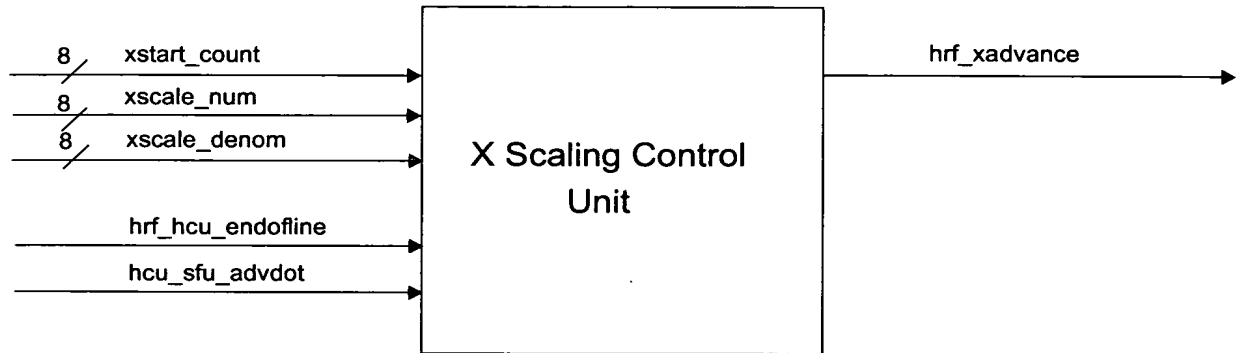 8 xstart_count
8 xscale_num
8 xscale_denom
hrf_hcu_endofline
hcu_sfu_advdot
X Scaling Control
Unit
hrf_xadvance